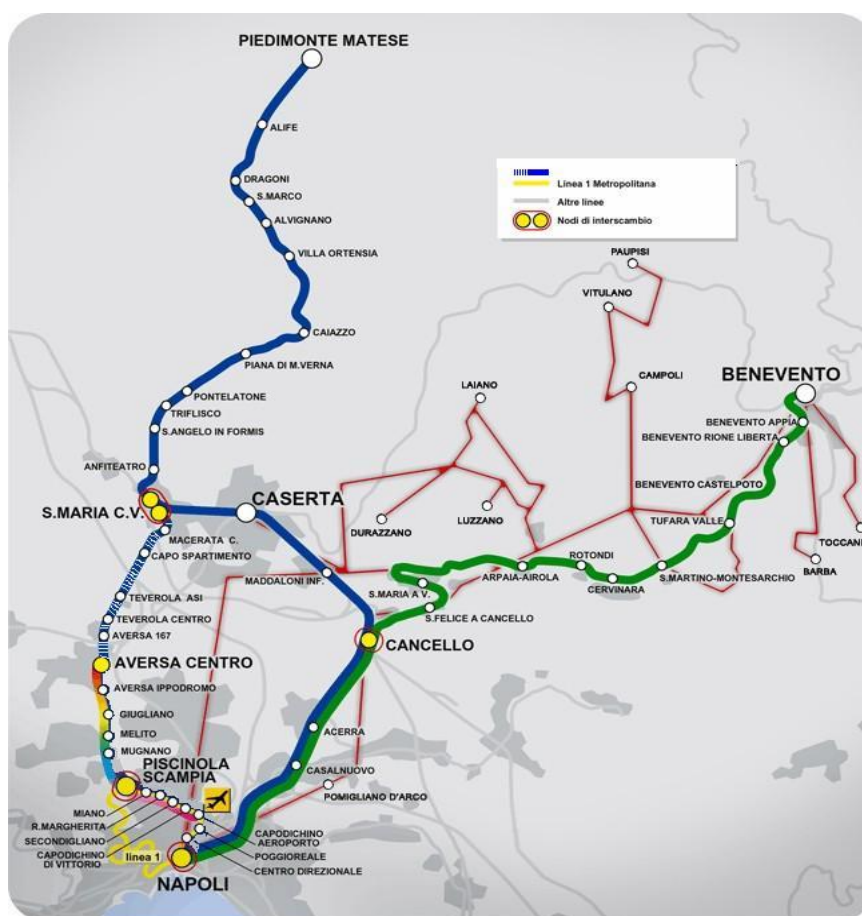 PIEDIMONTE MATESE
ALIFE
DRAGONI
S.MARCO
ALVIGNANO
VILLA ORTENSIA
CAIAZZO
PIANA DI M.VERNA
PONTELATONE
TRIFLISCO
S.ANGELO IN FORMIS
ANFITEATRO
S.MARIA C.V.
CASERTA
Linea 1 Metropolitana
Altre linee
Nodi di interscambio
PAUPISI
VITULANO
CAMPOLI
LAIANO
BENEVENTO
BENEVENTO APPÍA
BENEVENTO RIONE LIBERTA
BENEVENTO CASTELPOTO
TUFARA VALLE
DURAZZANO
LUZZANO
TOCCANI
BARBA
MACERATA C.
CAPO SPARTIMENTO
MADDALONI INF.
ARPAIA-AIROLA
ROTONDI
CERVINARA
S.MARTINO-MONTESARCHIO
S.MARIA A V.
S.FELICE A CANCELLO
TEVEROLA ASI
TEVEROLA CENTRO
AVERSA 167
CANCELLO
AVERSA CENTRO
AVERSA IPPODROMO
GIUGLIANO
MELITO
MUGNANO
ACERRA
CASALNUOVO
POMIGLIANO D'ARCO
PISCINOLA
SCAMPIA
MIANO
R.MARGHERITA
SECONDIGLIANO
CAPODICHINO
DI VITTORIO
linea 1
CAPODICHINO
AEROPORTO
POGGIOREALE
CENTRO DIREZIONALE
NAPOLI